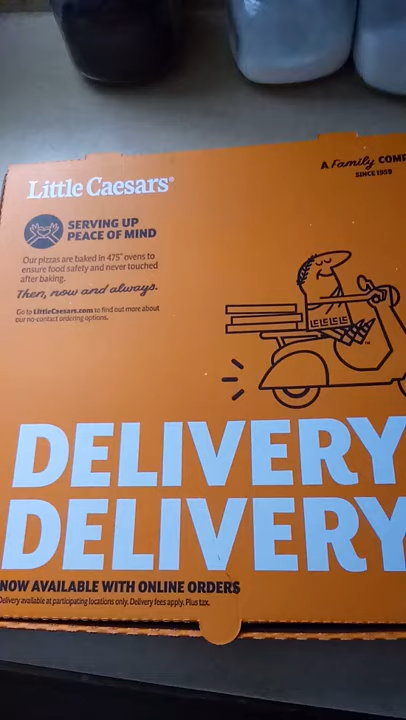 Little Caesars®
A Family COMP
SINCE 1959
SERVING UP
PEACE OF MIND
Our pizzas are baked in 475° ovens to
ensure food safety and never touched
after baking.
Then, now and always.
Go to LittleCaesars.com to find out more about
our no-contact ordering options.
DELIVERY
DELIVERY
NOW AVAILABLE WITH ONLINE ORDERS
Delivery available at participating locations only. Delivery fees apply. Plus tax.